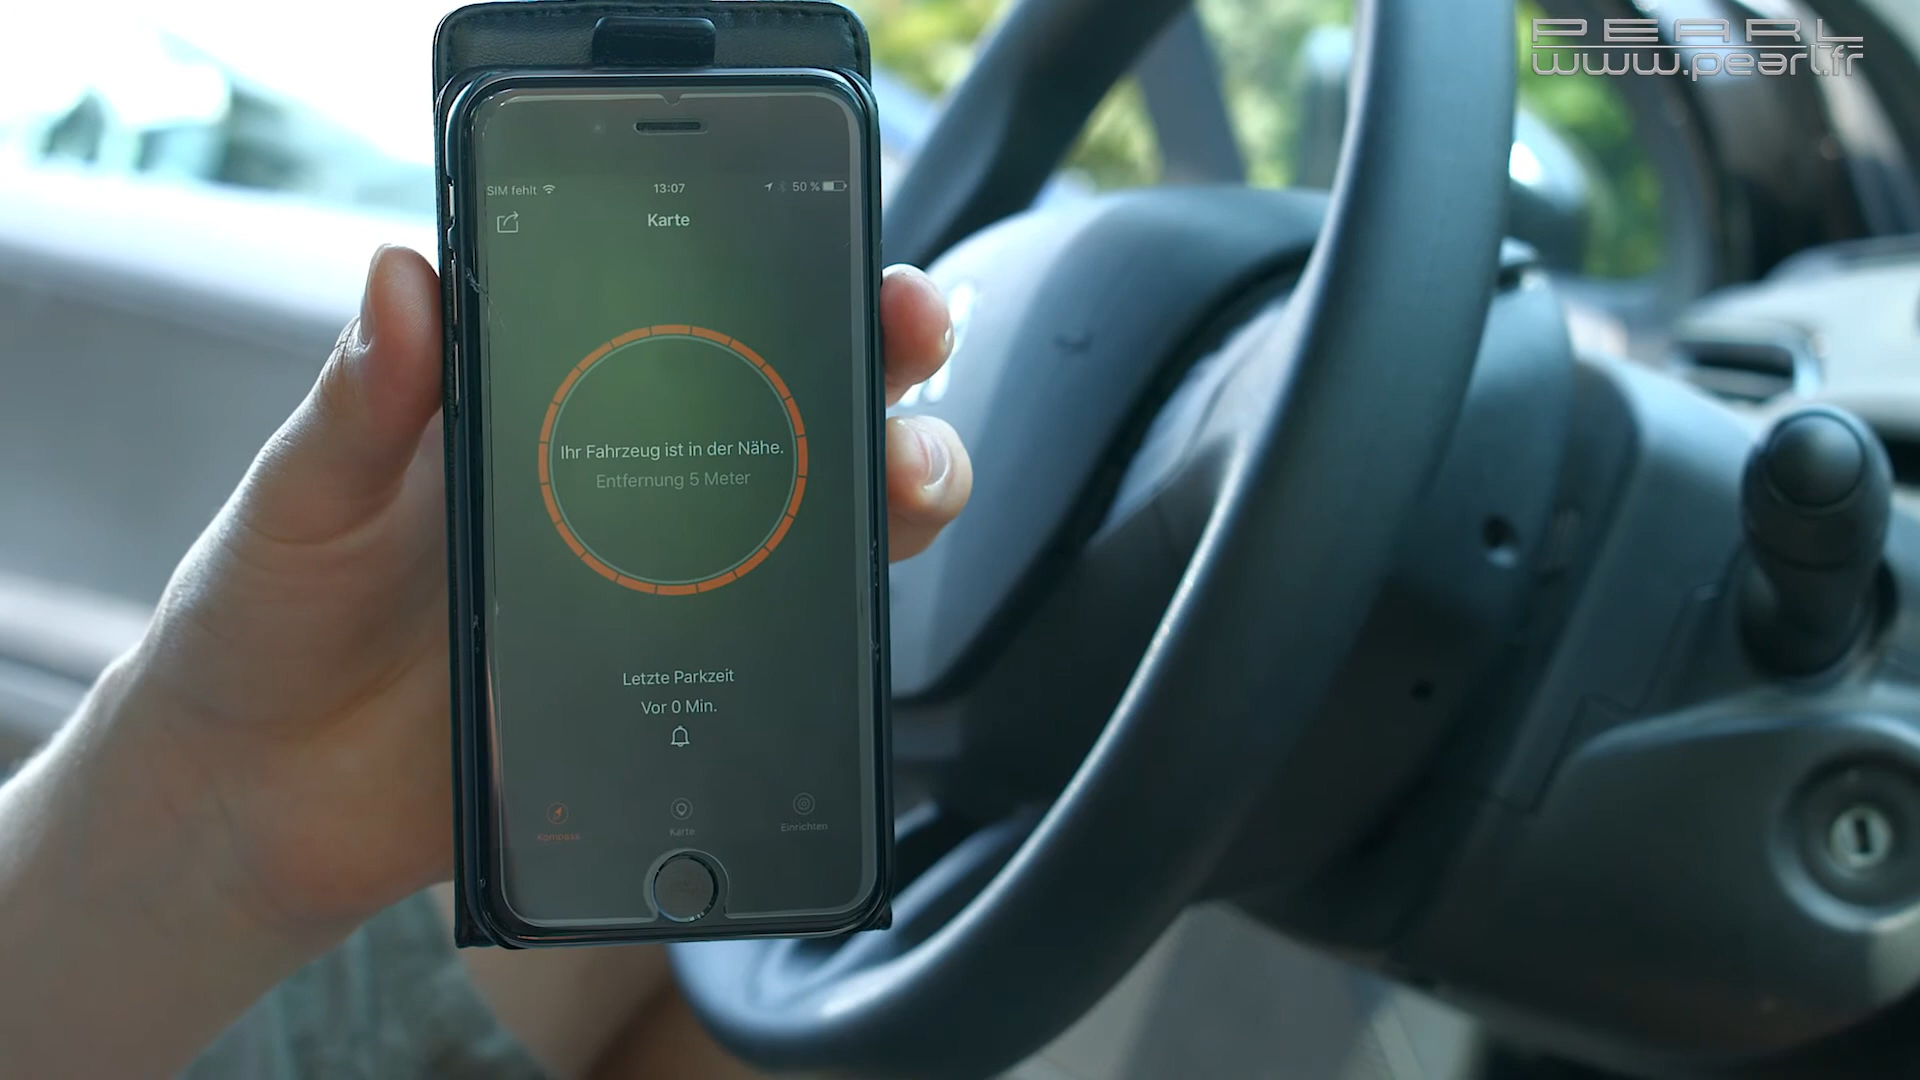 PEARL
www.pearl.fr
SIM fehlt
13:07
50 %
Karte
Ihr Fahrzeug ist in der Nähe.
Entfernung 5 Meter
Letzte Parkzeit
Vor 0 Min.
Kompass
Karte
Einrichten